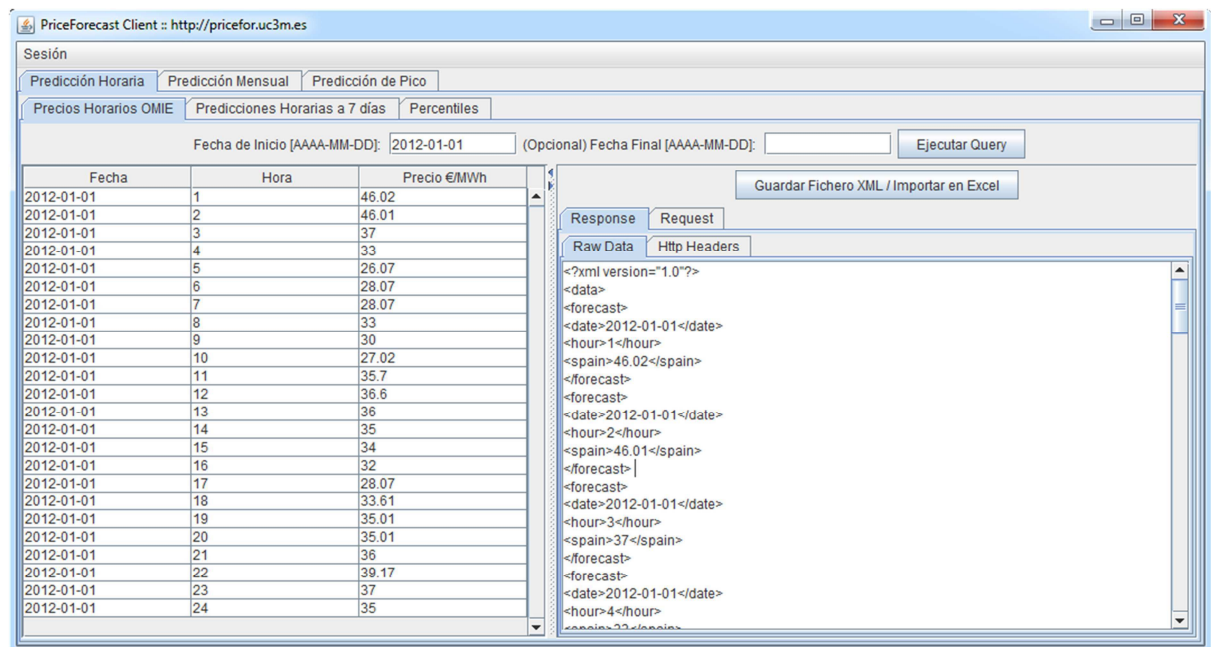 PriceForecast Client :: http://pricefor.uc3m.es
Sesión
Predicción Horaria Predicción Mensual Predicción de Pico
Precios Horarios OMIE Predicciones Horarias a 7 días Percentiles
Fecha de Inicio [AAAA-MM-DD]: 2012-01-01 (Opcional) Fecha Final [AAAA-MM-DD]: Ejecutar Query
Fecha Hora Precio €/MWh
2012-01-01 1 46.02
2012-01-01 2 46.01
2012-01-01 3 37
2012-01-01 4 33
2012-01-01 5 26.07
2012-01-01 6 28.07
2012-01-01 7 28.07
2012-01-01 8 33
2012-01-01 9 30
2012-01-01 10 27.02
2012-01-01 11 35.7
2012-01-01 12 36.6
2012-01-01 13 36
2012-01-01 14 35
2012-01-01 15 34
2012-01-01 16 32
2012-01-01 17 28.07
2012-01-01 18 33.61
2012-01-01 19 35.01
2012-01-01 20 35.01
2012-01-01 21 36
2012-01-01 22 39.17
2012-01-01 23 37
2012-01-01 24 35
Guardar Fichero XML / Importar en Excel
Response Request
Raw Data Http Headers
<?xml version="1.0"?>
<data>
<forecast>
<date>2012-01-01</date>
<hour>1</hour>
<spain>46.02</spain>
</forecast>
<forecast>
<date>2012-01-01</date>
<hour>2</hour>
<spain>46.01</spain>
</forecast>
<forecast>
<date>2012-01-01</date>
<hour>3</hour>
<spain>37</spain>
</forecast>
<forecast>
<date>2012-01-01</date>
<hour>4</hour>